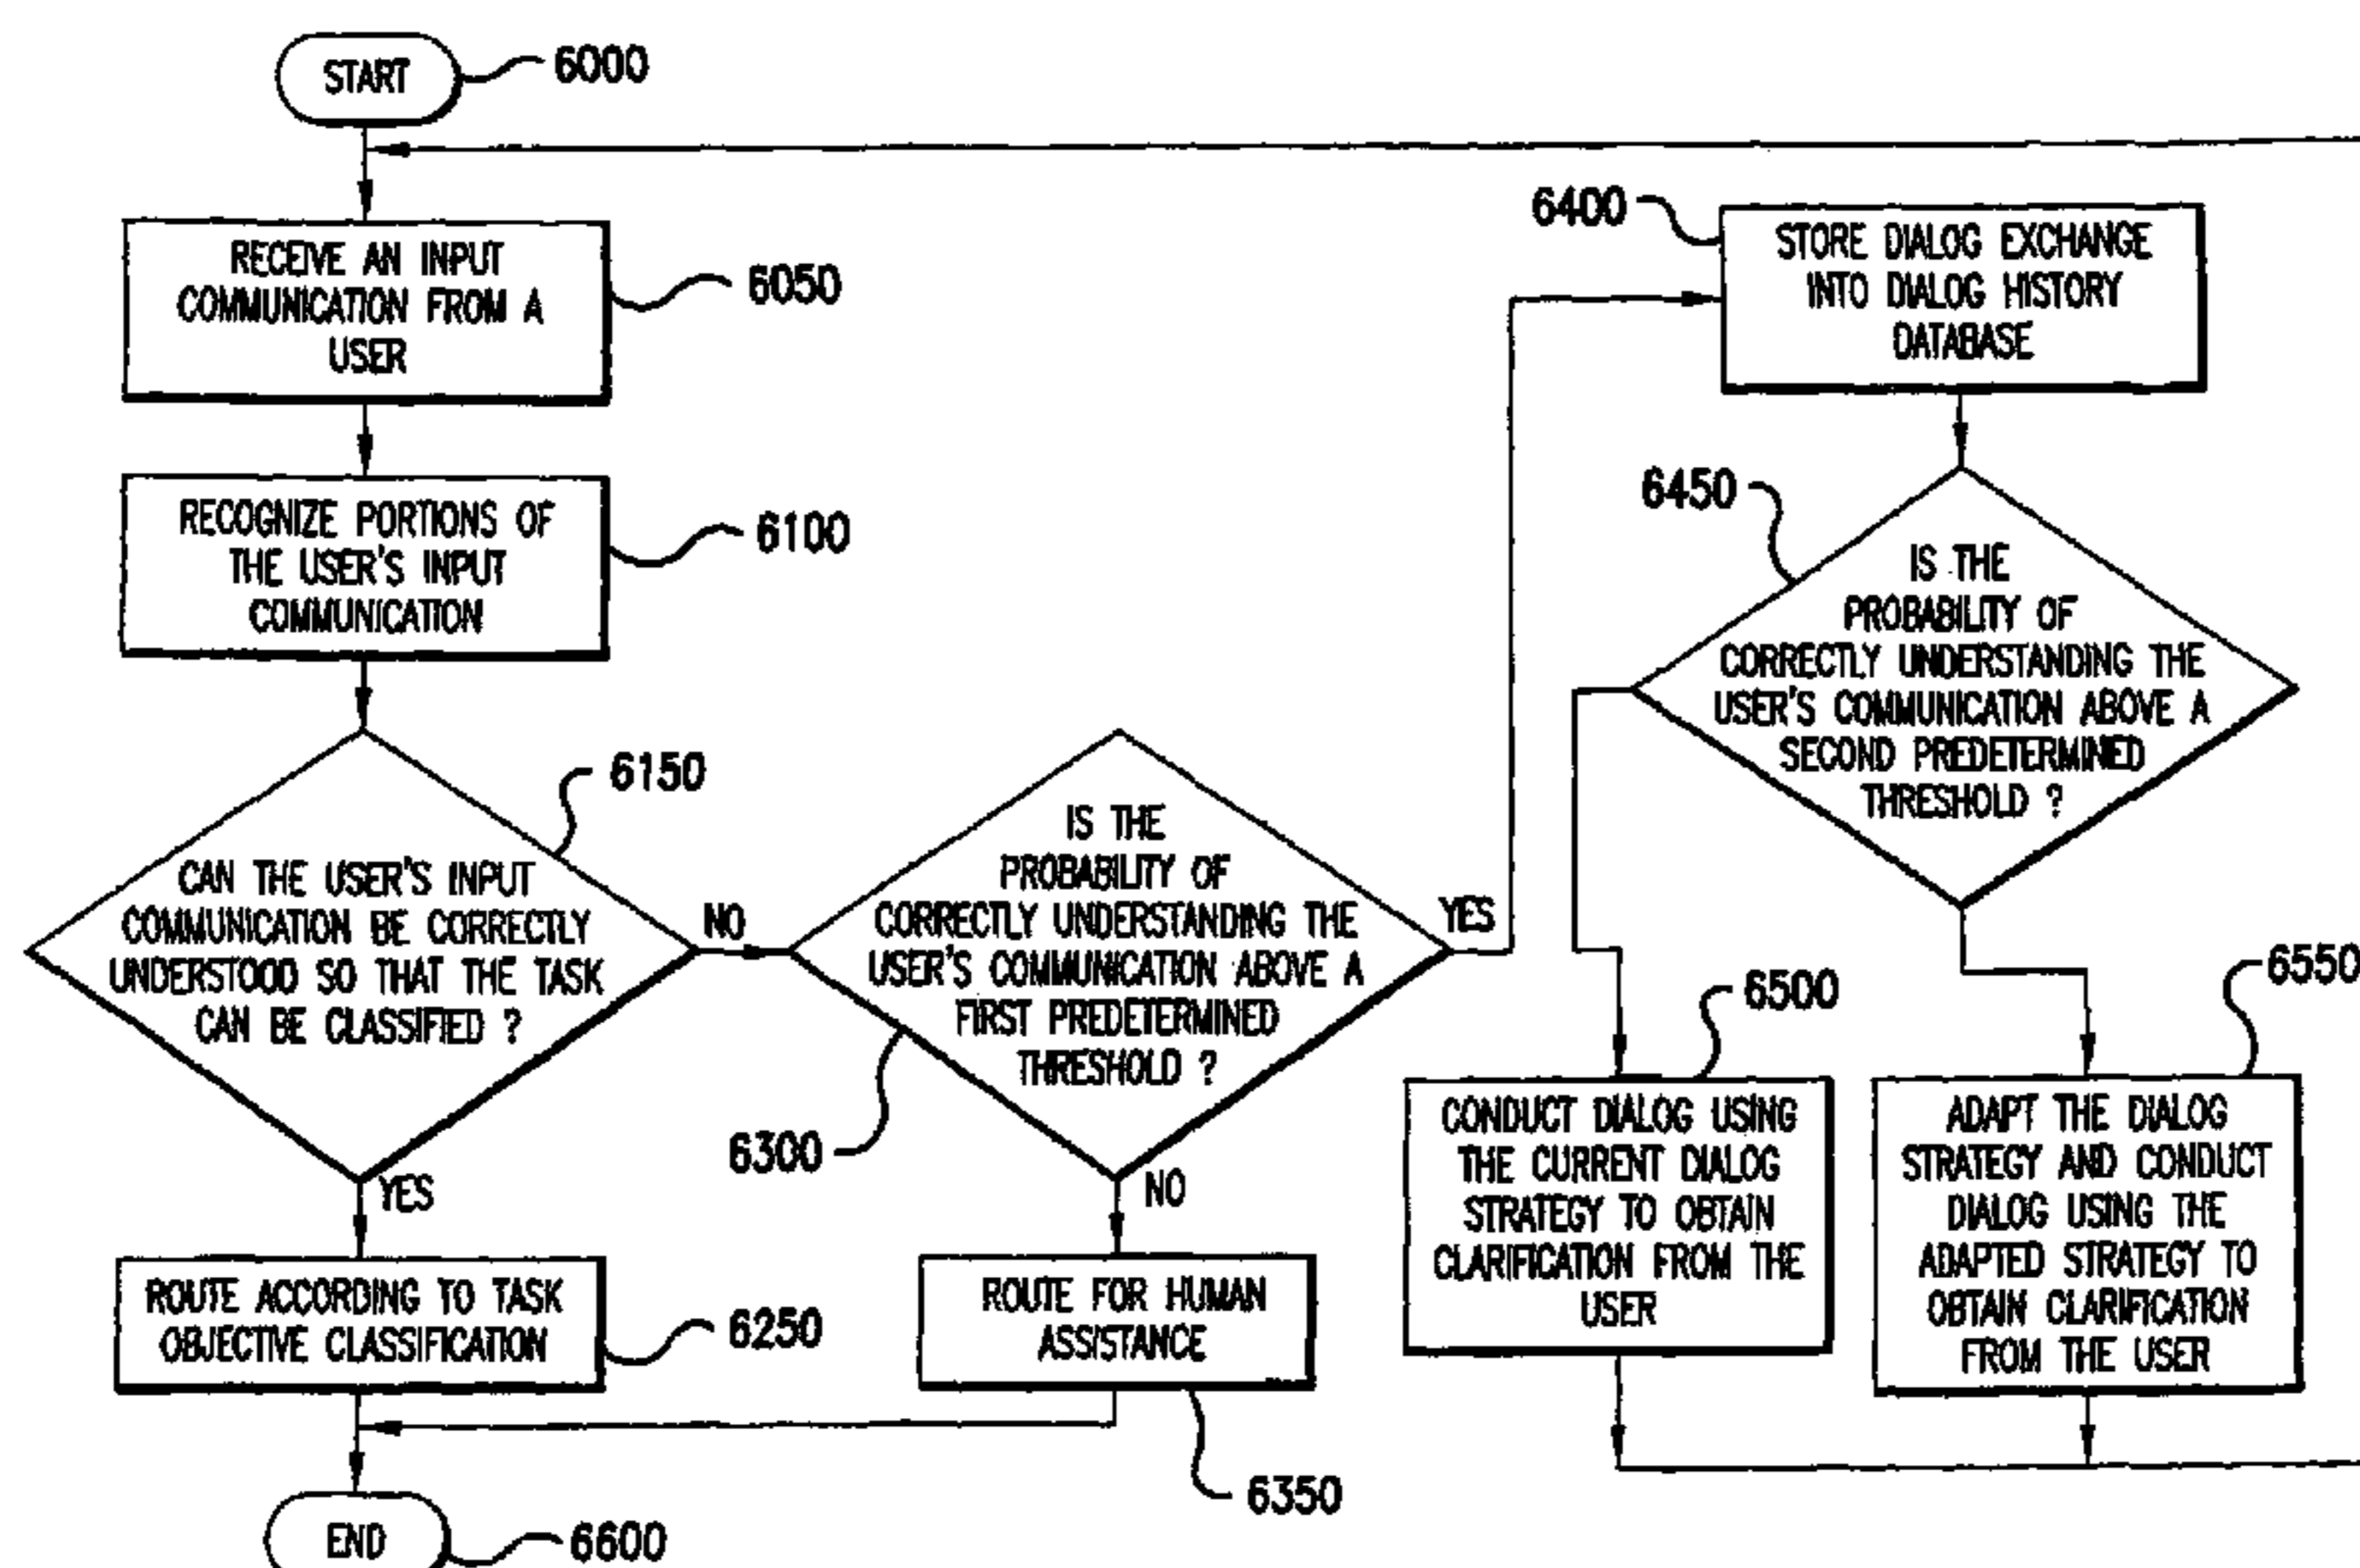 START
6000
RECEIVE AN INPUT
COMMUNICATION FROM A
USER
6050
RECOGNIZE PORTIONS OF
THE USER'S INPUT
COMMUNICATION
6100
CAN THE USER'S INPUT
COMMUNICATION BE CORRECTLY
UNDERSTOOD SO THAT THE TASK
CAN BE CLASSIFIED ?
6150
NO
YES
ROUTE ACCORDING TO TASK
OBJECTIVE CLASSIFICATION
6250
END
6600
IS THE
PROBABILITY OF
CORRECTLY UNDERSTANDING THE
USER'S COMMUNICATION ABOVE A
FIRST PREDETERMINED
THRESHOLD ?
6300
YES
NO
ROUTE FOR HUMAN
ASSISTANCE
6350
6400
STORE DIALOG EXCHANGE
INTO DIALOG HISTORY
DATABASE
6450
IS THE
PROBABILITY OF
CORRECTLY UNDERSTANDING THE
USER'S COMMUNICATION ABOVE A
SECOND PREDETERMINED
THRESHOLD ?
6500
CONDUCT DIALOG USING
THE CURRENT DIALOG
STRATEGY TO OBTAIN
CLARIFICATION FROM THE
USER
6550
ADAPT THE DIALOG
STRATEGY AND CONDUCT
DIALOG USING THE
ADAPTED STRATEGY TO
OBTAIN CLARIFICATION
FROM THE USER